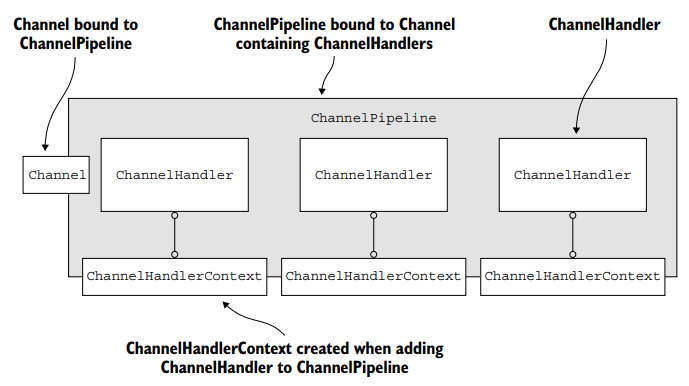 Channel bound to
ChannelPipeline
ChannelPipeline bound to Channel
containing ChannelHandlers
ChannelHandler
ChannelPipeline
Channel
ChannelHandler
ChannelHandler
ChannelHandler
ChannelHandlerContext
ChannelHandlerContext
ChannelHandlerContext
ChannelHandlerContext created when adding
ChannelHandler to ChannelPipeline